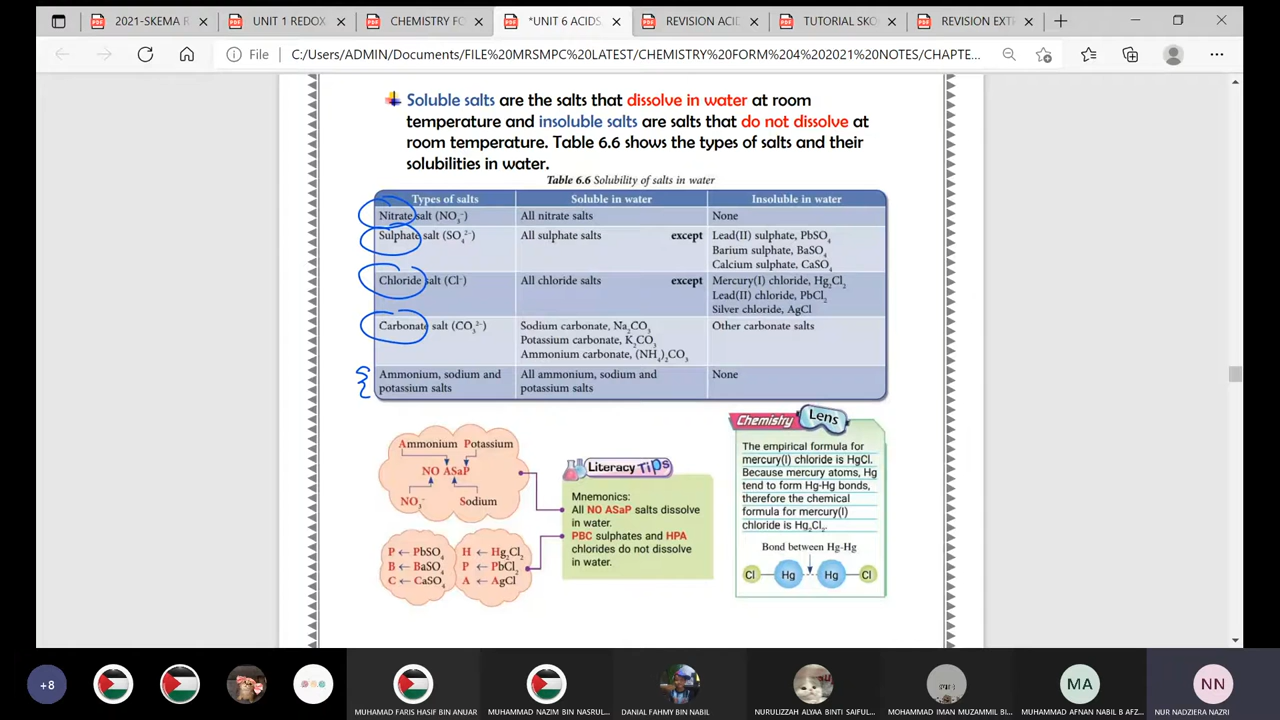 2021-SKEMA R
UNIT 1 REDOX
CHEMISTRY FO
*UNIT 6 ACIDS,
REVISION ACID
TUTORIAL SKO
REVISION EXT
File
C:/Users/ADMIN/Documents/FILE%20MRSMPC%20LATEST/CHEMISTRY%20FORM%204%202021%20NOTES/CHAPTE...
Soluble salts are the salts that dissolve in water at room
temperature and insoluble salts are salts that do not dissolve at
room temperature. Table 6.6 shows the types of salts and their
solubilities in water.
Table 6.6 Solubility of salts in water
Types of salts Soluble in water Insoluble in water
Nitrate salt (NO₃⁻) All nitrate salts None
Sulphate salt (SO₄²⁻) All sulphate salts except Lead(II) sulphate, PbSO₄
Barium sulphate, BaSO₄
Calcium sulphate, CaSO₄
Chloride salt (Cl⁻) All chloride salts except Mercury(I) chloride, Hg₂Cl₂
Lead(II) chloride, PbCl₂
Silver chloride, AgCl
Carbonate salt (CO₃²⁻) Sodium carbonate, Na₂CO₃ Other carbonate salts
Potassium carbonate, K₂CO₃
Ammonium carbonate, (NH₄)₂CO₃
Ammonium, sodium and All ammonium, sodium and None
potassium salts potassium salts
Ammonium Potassium
NO ASaP
NO₃⁻ Sodium
P ← PbSO₄
B ← BaSO₄
C ← CaSO₄
H ← Hg₂Cl₂
P ← PbCl₂
A ← AgCl
Literacy Tips
Mnemonics:
All NO ASaP salts dissolve
in water.
PBC sulphates and HPA
chlorides do not dissolve
in water.
Chemistry Lens
The empirical formula for
mercury(I) chloride is HgCl.
Because mercury atoms, Hg
tend to form Hg-Hg bonds,
therefore the chemical
formula for mercury(I)
chloride is Hg₂Cl₂.
Bond between Hg-Hg
Cl Hg Hg Cl
+8
MUHAMAD FARIS HASIF BIN ANUAR
MUHAMMAD NAZIM BIN NASRUL...
DANIAL FAHMY BIN NABIL
NURULIZZAH ALYAA BINTI SAIFUL...
MOHAMMAD IMAN MUZAMMIL BI...
MA
MUHAMMAD AFNAN NABIL B AFZ...
NN
NUR NADZIERA NAZRI